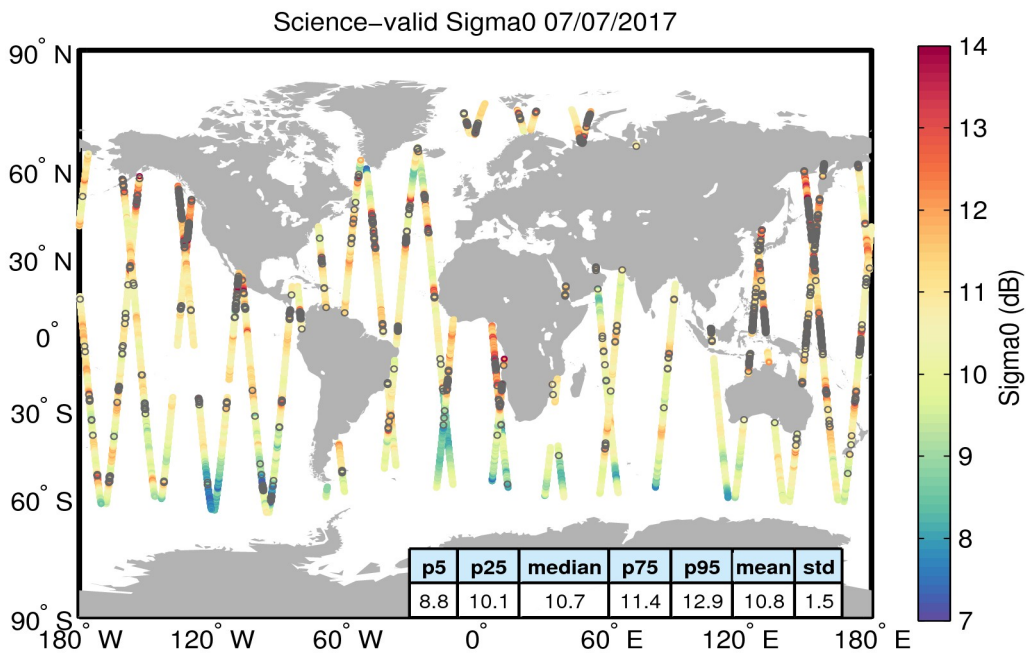 Science−valid Sigma0 07/07/2017
90° N
60° N
30° N
0°
30° S
60° S
90° S
180° W
120° W
60° W
0°
60° E
120° E
180° E
14
13
12
11
10
9
8
7
Sigma0 (dB)
p5 p25 median p75 p95 mean std
8.8 10.1 10.7 11.4 12.9 10.8 1.5